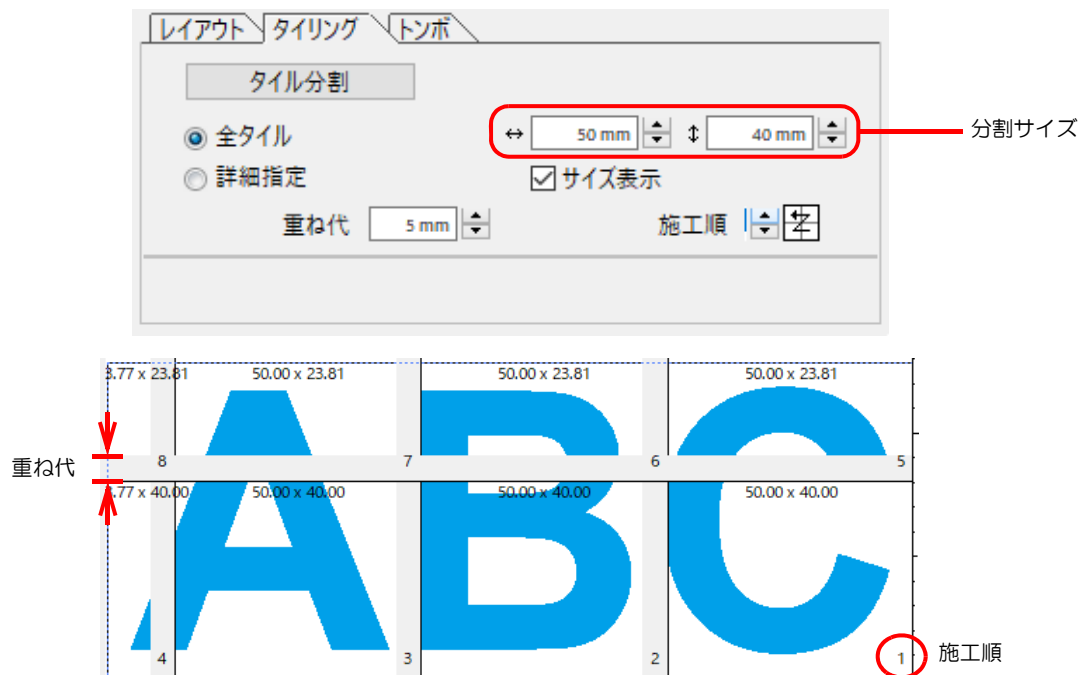 レイアウト タイリング トンボ
タイル分割
全タイル ↔ 50 mm ↕ 40 mm 分割サイズ
詳細指定 サイズ表示
重ね代 5 mm 施工順
3.77 x 23.81 50.00 x 23.81 50.00 x 23.81 50.00 x 23.81
ABC
重ね代 8 7 6 5
.77 x 40.00 50.00 x 40.00 50.00 x 40.00 50.00 x 40.00
4 3 2 1 施工順